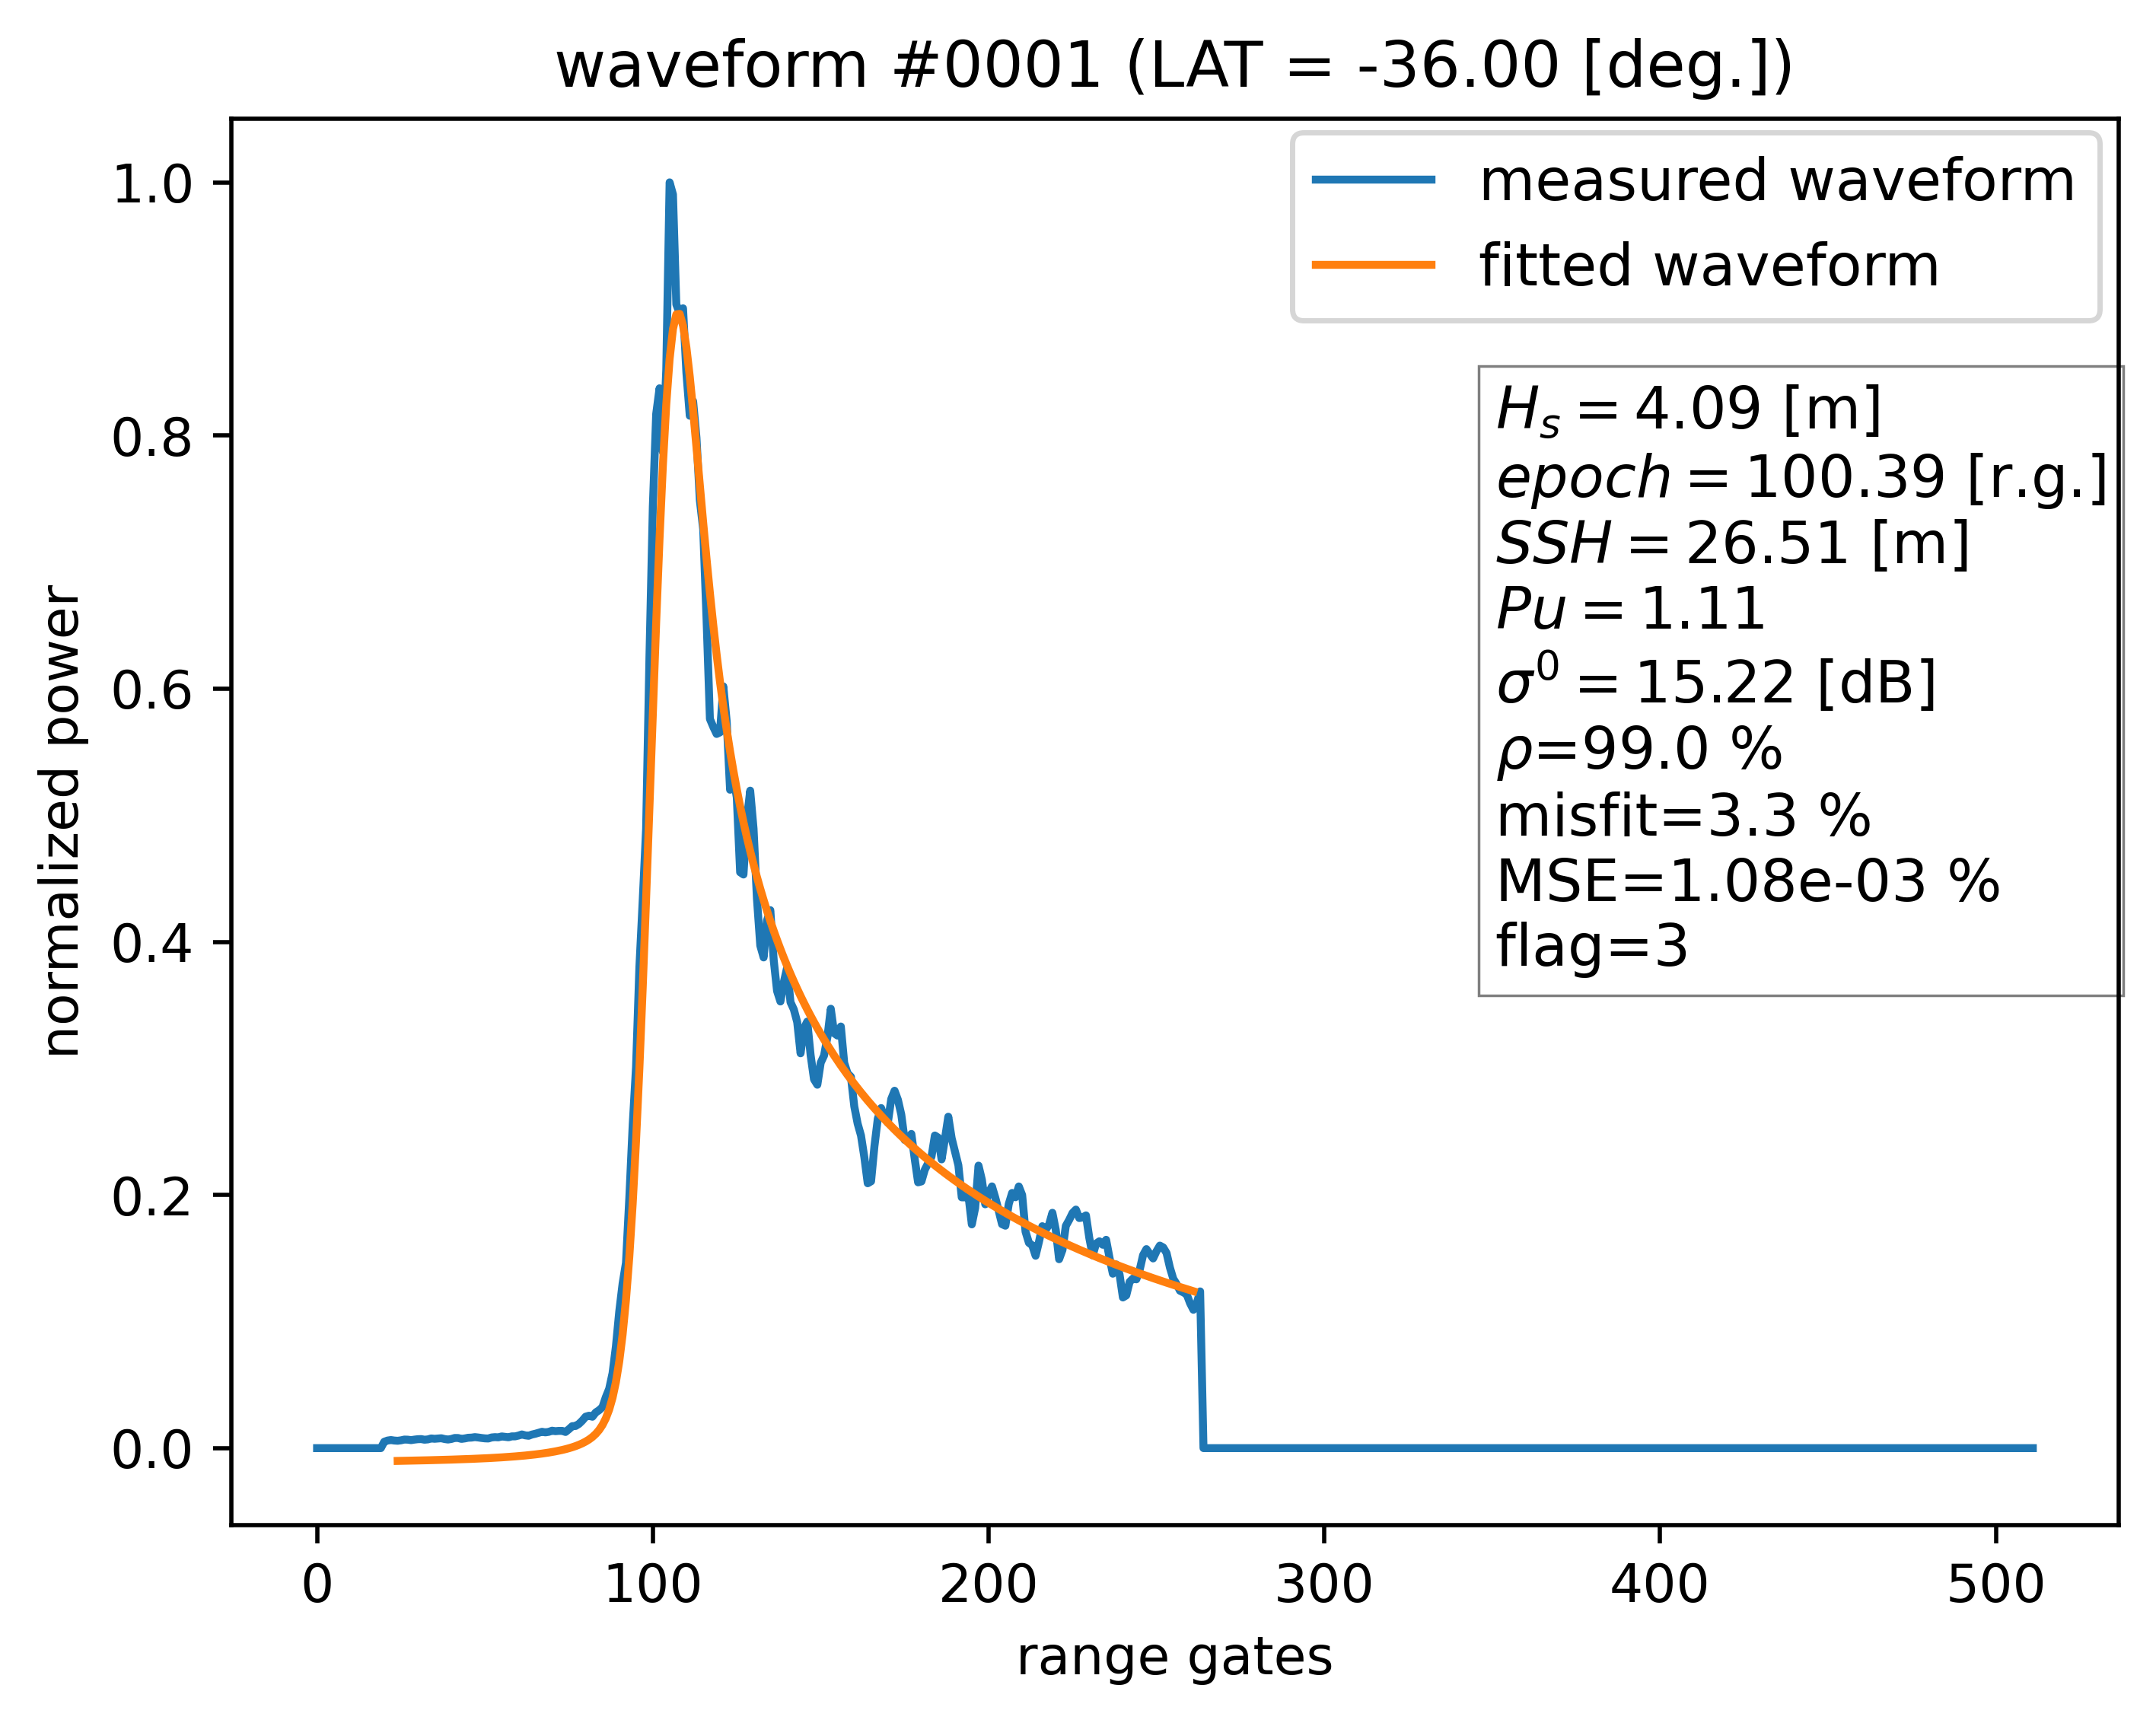 waveform #0001 (LAT = -36.00 [deg.])
measured waveform
fitted waveform
H_s = 4.09 [m]
epoch = 100.39 [r.g.]
SSH = 26.51 [m]
Pu = 1.11
σ^0 = 15.22 [dB]
ρ=99.0 %
misfit=3.3 %
MSE=1.08e-03 %
flag=3
normalized power
1.0
0.8
0.6
0.4
0.2
0.0
0 100 200 300 400 500
range gates